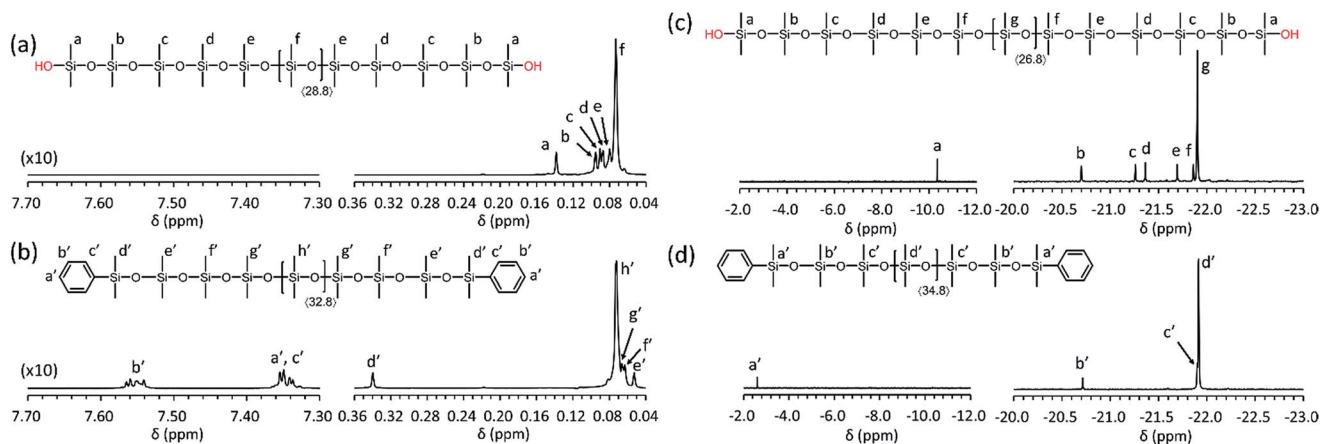 (a)
a b c d e f e d c b a
HO Si O Si O Si O Si O Si O Si O Si O Si O Si O Si O Si OH
⟨28.8⟩
f
d e
c
b
a
(x10)
7.70 7.60 7.50 7.40 7.30 0.36 0.32 0.28 0.24 0.20 0.16 0.12 0.08 0.04
δ (ppm) δ (ppm)
(b)
b′ c′ d′ e′ f′ g′ h′ g′ f′ e′ d′ c′ b′
a′ Si O Si O Si O Si O Si O Si O Si O Si O Si a′
⟨32.8⟩
h′
g′
f′
e′
(x10)
b′ a′, c′ d′
7.70 7.60 7.50 7.40 7.30 0.36 0.32 0.28 0.24 0.20 0.16 0.12 0.08 0.04
δ (ppm) δ (ppm)
(c)
a b c d e f g f e d c b a
HO Si O Si O Si O Si O Si O Si O Si O Si O Si O Si O Si O Si O Si OH
⟨26.8⟩
g
a b c d e f
-2.0 -4.0 -6.0 -8.0 -10.0 -12.0 -20.0 -20.5 -21.0 -21.5 -22.0 -22.5 -23.0
δ (ppm) δ (ppm)
(d)
a′ b′ c′ d′ c′ b′ a′
Si O Si O Si O Si O Si O Si O Si
⟨34.8⟩
d′
c′
a′ b′
-2.0 -4.0 -6.0 -8.0 -10.0 -12.0 -20.0 -20.5 -21.0 -21.5 -22.0 -22.5 -23.0
δ (ppm) δ (ppm)